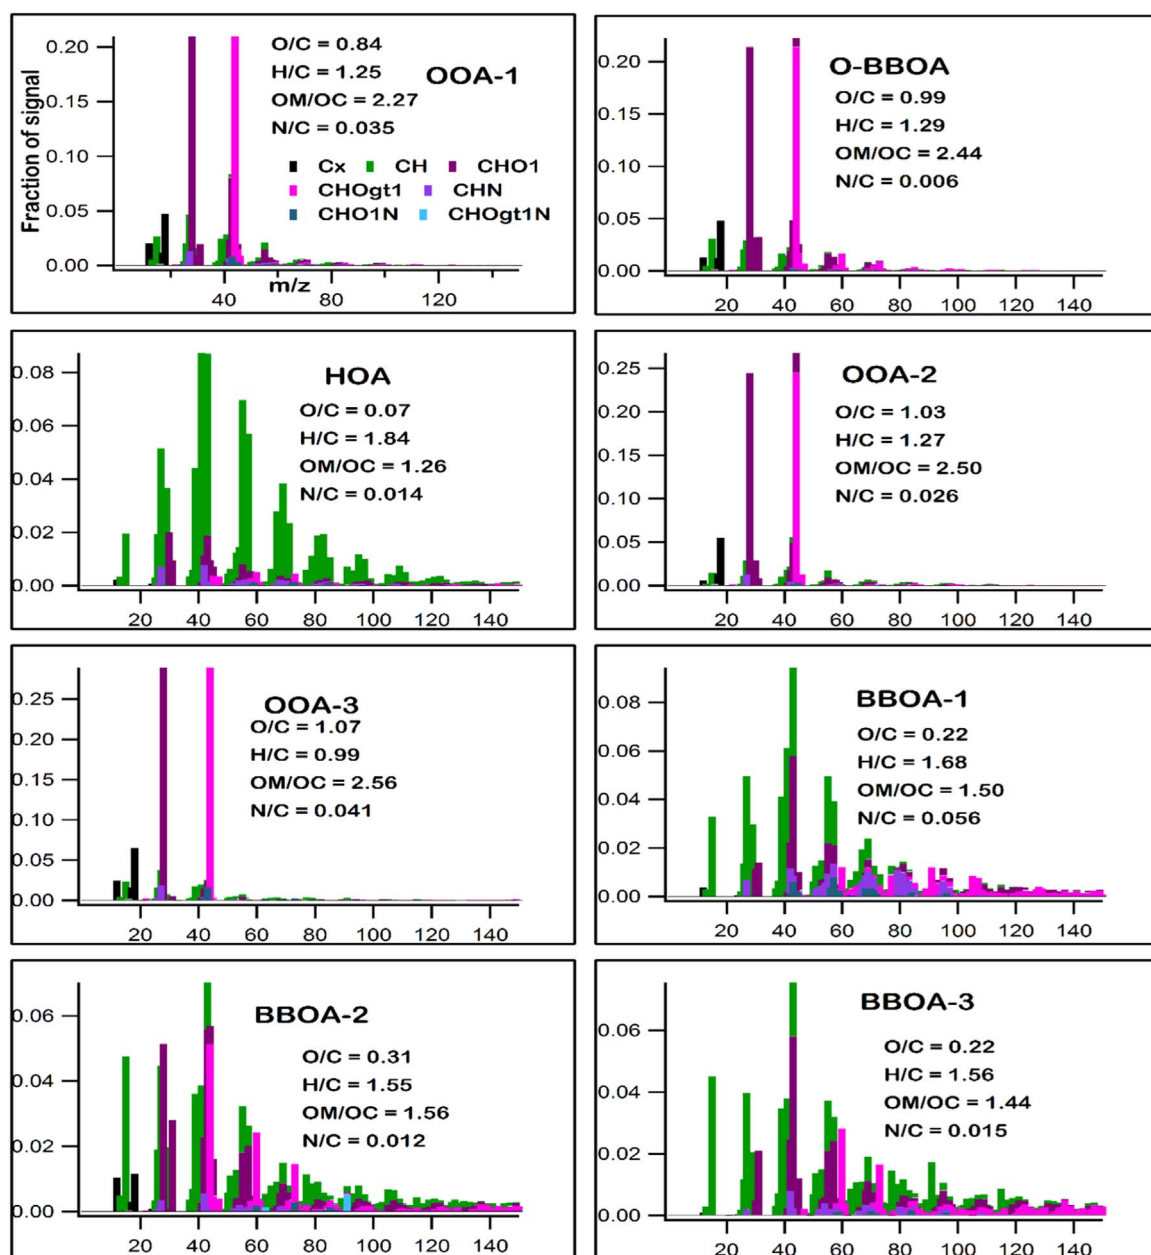 OOA-1
O/C = 0.84
H/C = 1.25
OM/OC = 2.27
N/C = 0.035
Cx CH CHO1
CHOgt1 CHN
CHO1N CHOgt1N
Fraction of signal
0.20
0.15
0.10
0.05
0.00
40 80 120
m/z
O-BBOA
O/C = 0.99
H/C = 1.29
OM/OC = 2.44
N/C = 0.006
0.20
0.15
0.10
0.05
0.00
20 40 60 80 100 120 140
HOA
O/C = 0.07
H/C = 1.84
OM/OC = 1.26
N/C = 0.014
0.08
0.06
0.04
0.02
0.00
20 40 60 80 100 120 140
OOA-2
O/C = 1.03
H/C = 1.27
OM/OC = 2.50
N/C = 0.026
0.25
0.20
0.15
0.10
0.05
0.00
20 40 60 80 100 120 140
OOA-3
O/C = 1.07
H/C = 0.99
OM/OC = 2.56
N/C = 0.041
0.25
0.20
0.15
0.10
0.05
0.00
20 40 60 80 100 120 140
BBOA-1
O/C = 0.22
H/C = 1.68
OM/OC = 1.50
N/C = 0.056
0.08
0.06
0.04
0.02
0.00
20 40 60 80 100 120 140
BBOA-2
O/C = 0.31
H/C = 1.55
OM/OC = 1.56
N/C = 0.012
0.06
0.04
0.02
0.00
20 40 60 80 100 120 140
BBOA-3
O/C = 0.22
H/C = 1.56
OM/OC = 1.44
N/C = 0.015
0.06
0.04
0.02
0.00
20 40 60 80 100 120 140